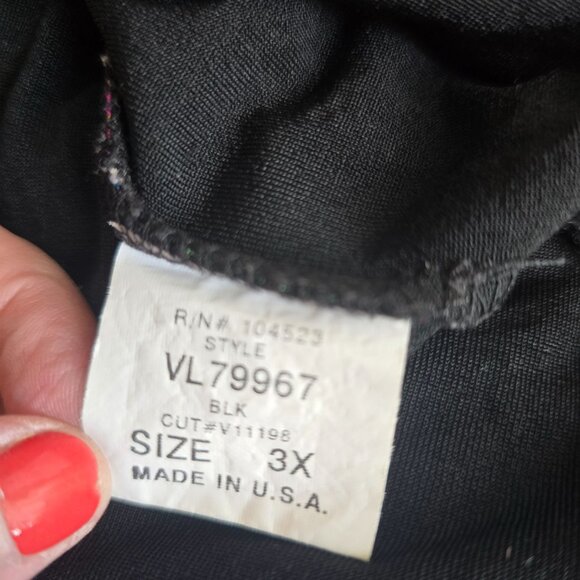 R/N# 104523
STYLE
VL79967
BLK
CUT#V11198
SIZE 3X
MADE IN U.S.A.